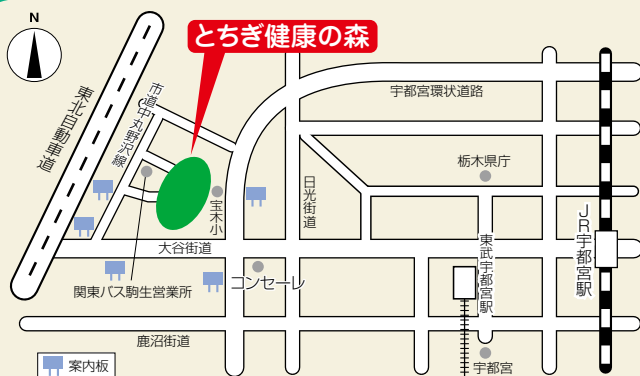 N
とちぎ健康の森
東北自動車道
市道中丸野沢線
宇都宮環状道路
栃木県庁
日光街道
宝木小
大谷街道
JR宇都宮駅
東武宇都宮駅
関東バス駒生営業所
コンセーレ
鹿沼街道
案内板
宇都宮